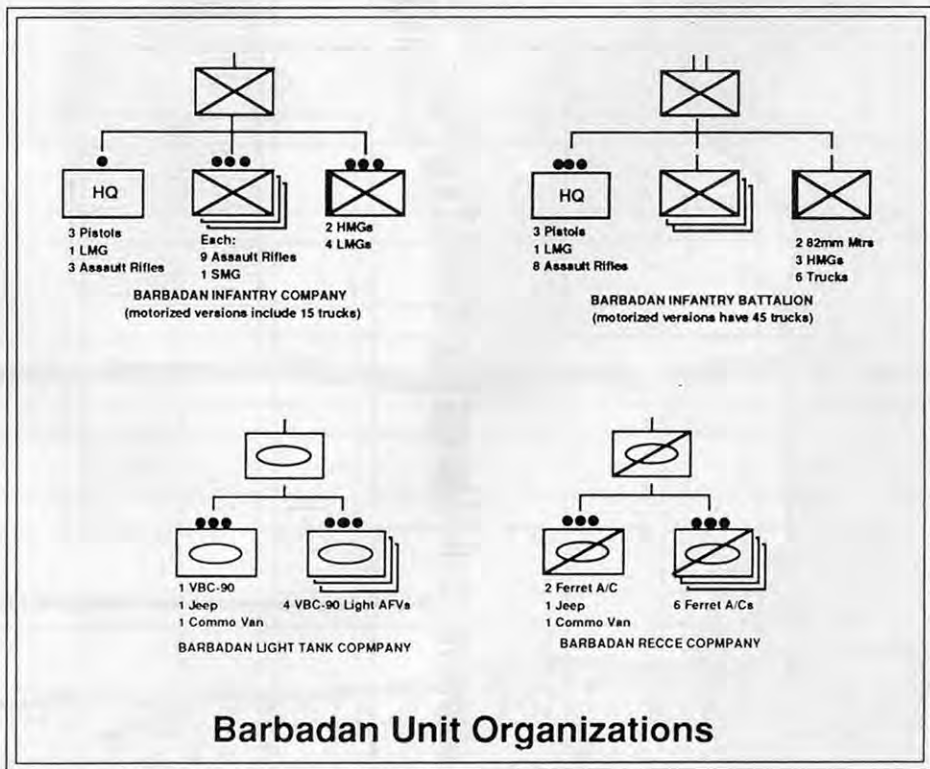 HQ
3 Pistols
1 LMG
3 Assault Rifles
Each:
9 Assault Rifles
1 SMG
2 HMGs
4 LMGs
BARBADAN INFANTRY COMPANY
(motorized versions include 15 trucks)
HQ
3 Pistols
1 LMG
8 Assault Rifles
2 82mm Mtrs
3 HMGs
5 Trucks
BARBADAN INFANTRY BATTALION
(motorized versions have 45 trucks)
1 VBC-90
1 Jeep
1 Commo Van
4 VBC-90 Light AFVs
BARBADAN LIGHT TANK COPMPANY
2 Ferret A/C
1 Jeep
1 Commo Van
6 Ferret A/Cs
BARBADAN RECCE COPMPANY
Barbadan Unit Organizations